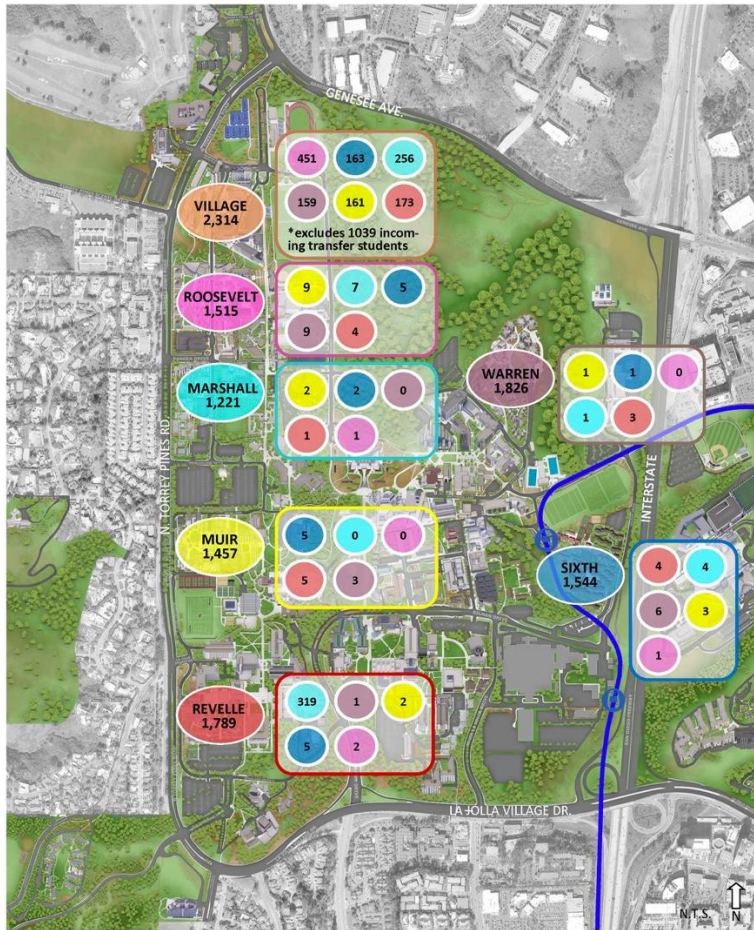 GENESEE AVE.
451 163 256
159 161 173
*excludes 1039 incom-
ing transfer students
VILLAGE
2,314
ROOSEVELT
1,515
9 7 5
9 4
MARSHALL
1,221
2 2 0
1 1
WARREN
1,826
1 1 0
1 3
N. TORREY PINES RD.
INTERSTATE
MUIR
1,457
5 0 0
5 3
SIXTH
1,544
4 4
6 3
1
REVELLE
1,789
319 1 2
5 2
LA JOLLA VILLAGE DR.
N.T.S.
N